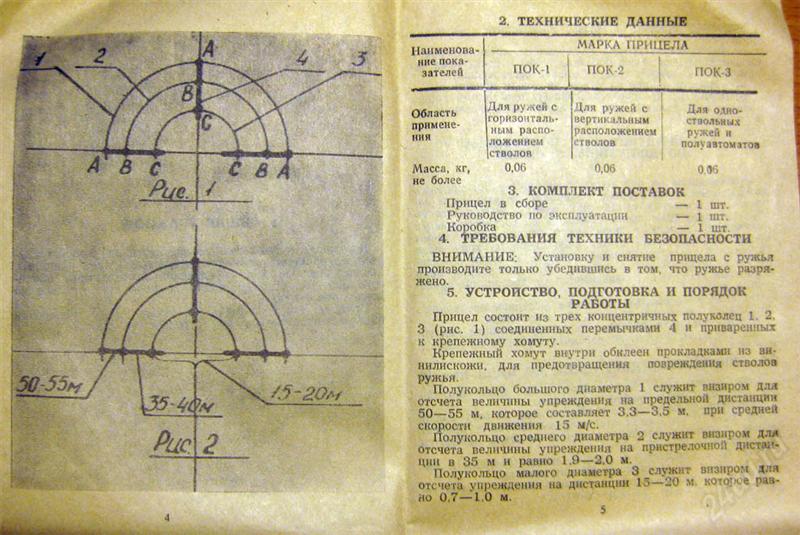 1
2
A
4
3
B
C
A
B
C
C
B
A
Рис. 1
50-55м
35-40м
15-20м
Рис 2
4
2. ТЕХНИЧЕСКИЕ ДАННЫЕ
Наименова-
ние пока-
зателей
МАРКА ПРИЦЕЛА
ПОК-1
ПОК-2
ПОК-3
Область
примене-
ния
Для ружей с
горизонталь-
ным распо-
ложением
стволов
Для ружей с
вертикальным
расположением
стволов
Для одно-
ствольных
ружей и
полуавтоматов
Масса, кг,
не более
0,06
0,06
0,06
3. КОМПЛЕКТ ПОСТАВОК
Прицел в сборе — 1 шт.
Руководство по эксплуатации — 1 шт.
Коробка — 1 шт.
4. ТРЕБОВАНИЯ ТЕХНИКИ БЕЗОПАСНОСТИ
ВНИМАНИЕ: Установку и снятие прицела с ружья
производите только убедившись в том, что ружье разря-
жено.
5. УСТРОЙСТВО, ПОДГОТОВКА И ПОРЯДОК
РАБОТЫ
Прицел состоит из трех концентричных полуколец 1, 2,
3 (рис. 1) соединенных перемычками 4 и приваренных
к крепежному хомуту.
Крепежный хомут внутри обклеен прокладками из ви-
нилискожи, для предотвращения повреждения стволов
ружья.
Полукольцо большого диаметра 1 служит визиром для
отсчета величины упреждения на предельной дистанции
50—55 м, которое составляет 3,3—3,5 м. при средней
скорости движения 15 м/с.
Полукольцо среднего диаметра 2 служит визиром для
отсчета величины упреждения на пристрелочной дистан-
ции в 35 м и равно 1,9—2,0 м.
Полукольцо малого диаметра 3 служит визиром для
отсчета упреждения на дистанции 15—20 м, которое рав-
но 0,7—1,0 м.
5